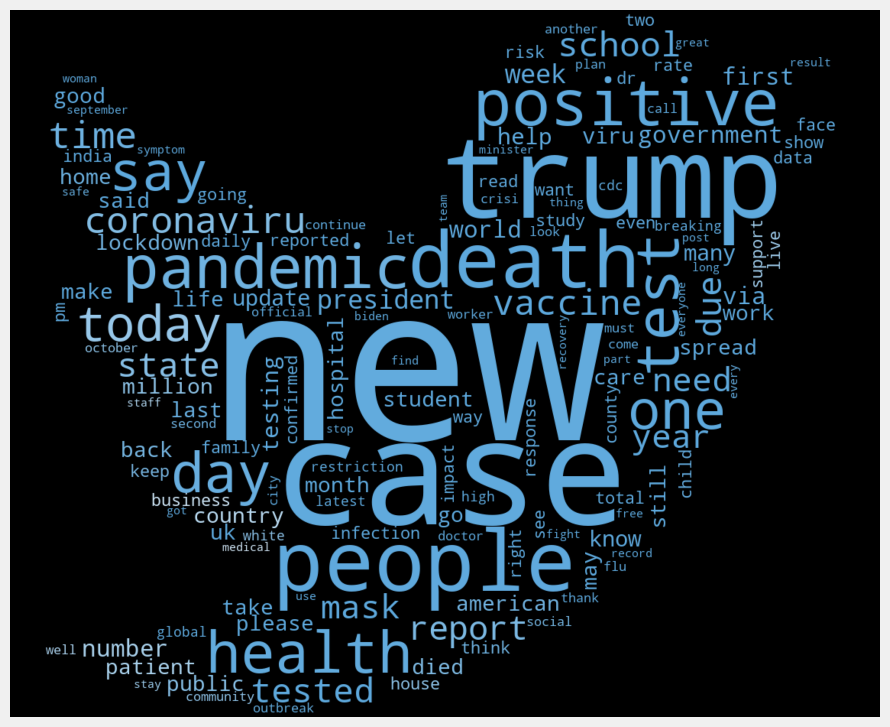 two
another
school
great
risk
plan
dr
rate
result
week
first
woman
good
september
positive
call
time
help
viru
government
face
show
symptom
trump
minister
data
india
say
home
safe
said
going
read
want
cdc
crisi
thing
team
coronaviru
continue
study
even
breaking
world
look
post
support
live
lockdown
daily
reported
let
many
long
pandemic
death
test
everyone
due
make
life
update
president
vaccine
via
work
pm
today
official
biden
worker
new
must
october
recovery
come
spread
state
hospital
find
part
million
testing
confirmed
care
need
every
staff
student
last
second
way
county
one
stop
response
year
back
family
case
keep
day
restriction
impact
still
child
city
month
latest
high
total
business
got
country
go
free
uk
white
infection
doctor
right
see
fight
know
medical
people
may
record
flu
use
thank
take
mask
american
global
please
report
social
well
number
health
think
patient
died
stay
public
tested
house
community
outbreak